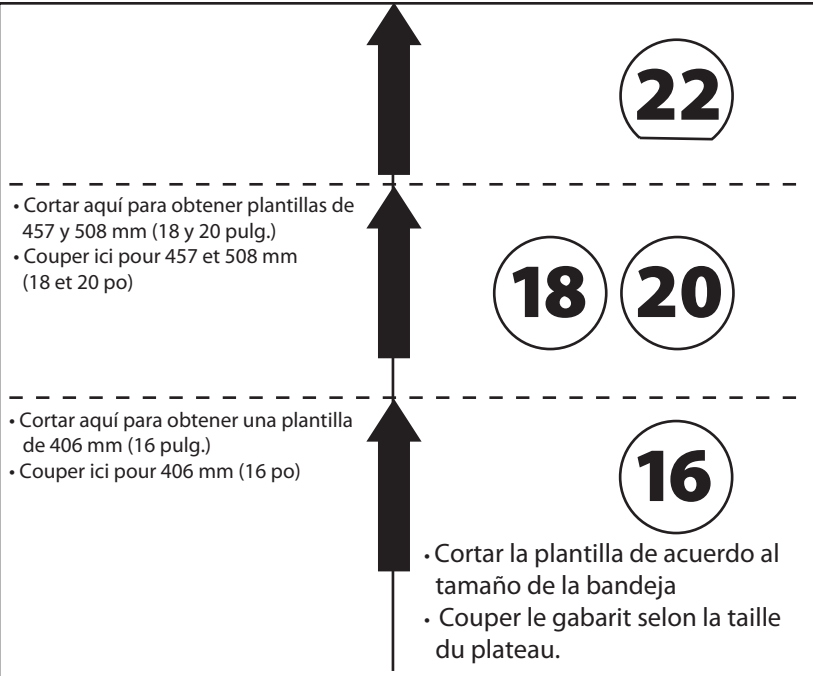 22
• Cortar aquí para obtener plantillas de
457 y 508 mm (18 y 20 pulg.)
• Couper ici pour 457 et 508 mm
(18 et 20 po)
18 20
• Cortar aquí para obtener una plantilla
de 406 mm (16 pulg.)
• Couper ici pour 406 mm (16 po)
16
• Cortar la plantilla de acuerdo al
tamaño de la bandeja
• Couper le gabarit selon la taille
du plateau.